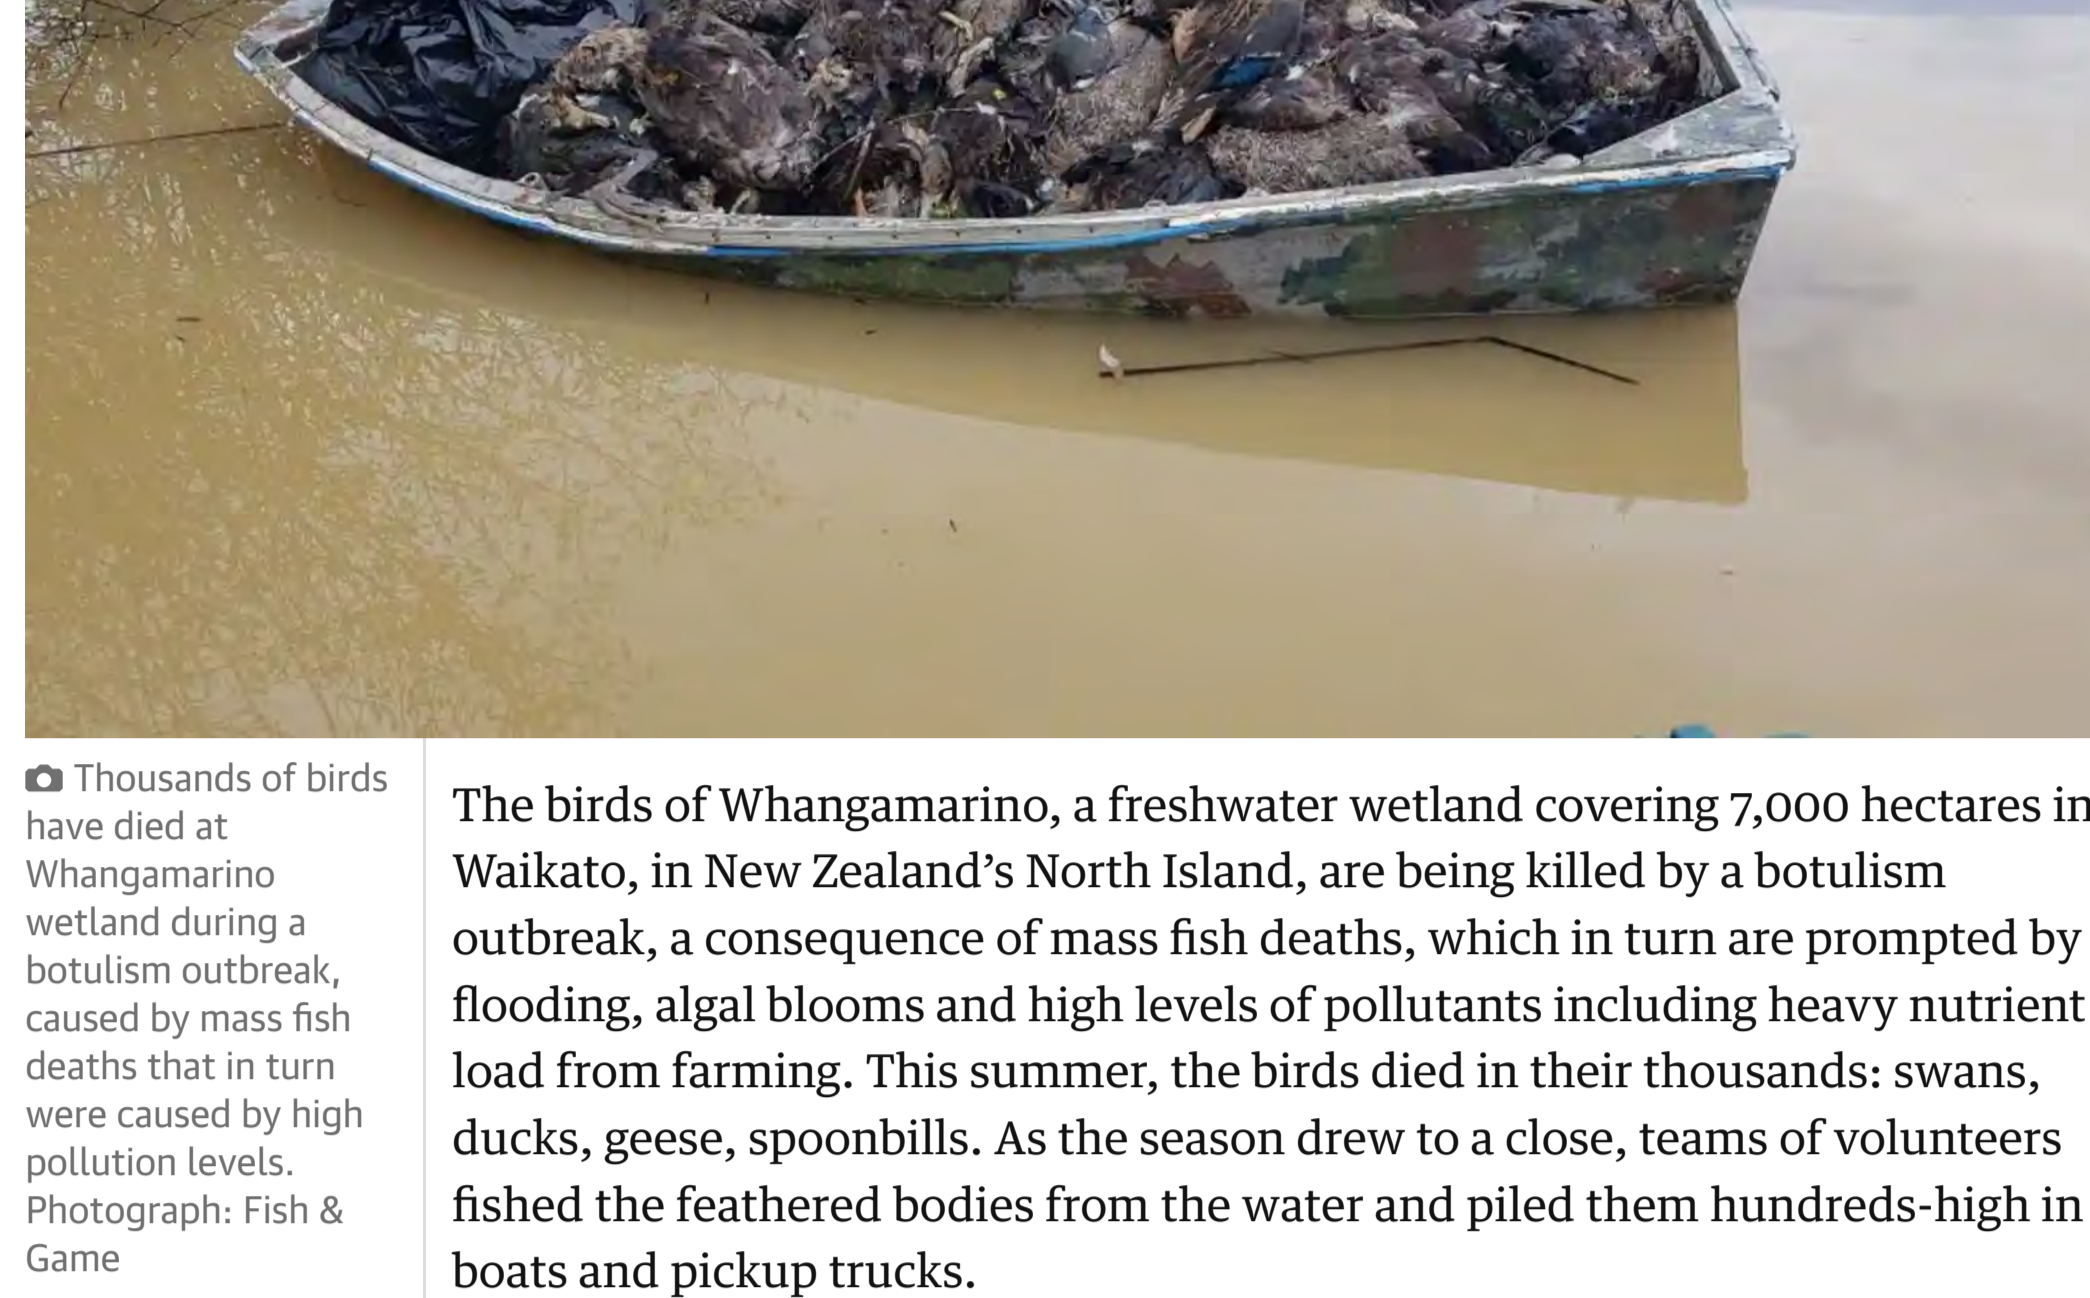 Thousands of birds
have died at
Whangamarino
wetland during a
botulism outbreak,
caused by mass fish
deaths that in turn
were caused by high
pollution levels.
Photograph: Fish &
Game
The birds of Whangamarino, a freshwater wetland covering 7,000 hectares in
Waikato, in New Zealand’s North Island, are being killed by a botulism
outbreak, a consequence of mass fish deaths, which in turn are prompted by
flooding, algal blooms and high levels of pollutants including heavy nutrient
load from farming. This summer, the birds died in their thousands: swans,
ducks, geese, spoonbills. As the season drew to a close, teams of volunteers
fished the feathered bodies from the water and piled them hundreds-high in
boats and pickup trucks.